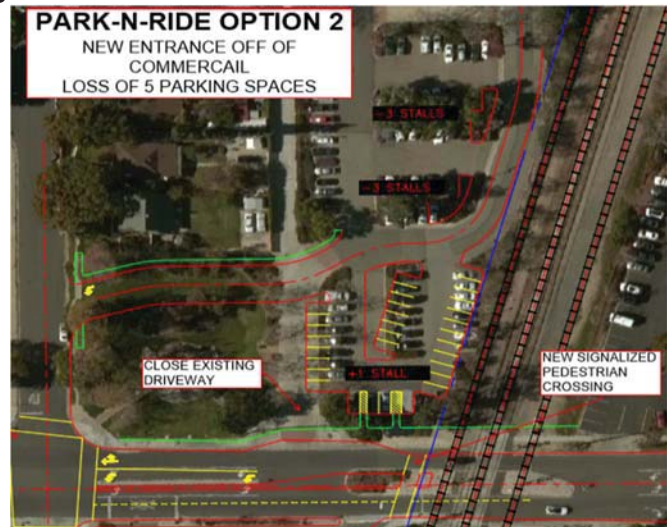 PARK-N-RIDE OPTION 2
NEW ENTRANCE OFF OF
COMMERCAIL
LOSS OF 5 PARKING SPACES
-3 STALLS
-3 STALLS
+1 STALL
CLOSE EXISTING
DRIVEWAY
NEW SIGNALIZED
PEDESTRIAN
CROSSING